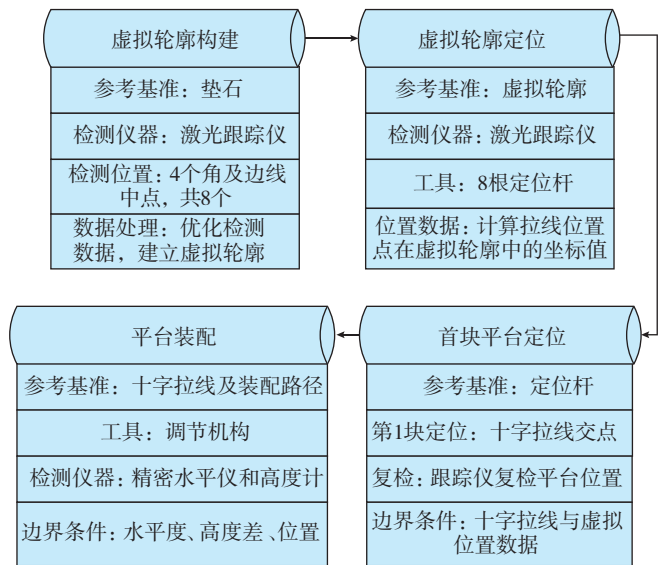 虚拟轮廓构建
参考基准：垫石
检测仪器：激光跟踪仪
检测位置：4个角及边线
中点，共8个
数据处理：优化检测
数据，建立虚拟轮廓
虚拟轮廓定位
参考基准：虚拟轮廓
检测仪器：激光跟踪仪
工具：8根定位杆
位置数据：计算拉线位置
点在虚拟轮廓中的坐标值
首块平台定位
参考基准：定位杆
第1块定位：十字拉线交点
复检：跟踪仪复检平台位置
边界条件：十字拉线与虚拟
位置数据
平台装配
参考基准：十字拉线及装配路径
工具：调节机构
检测仪器：精密水平仪和高度计
边界条件：水平度、高度差、位置